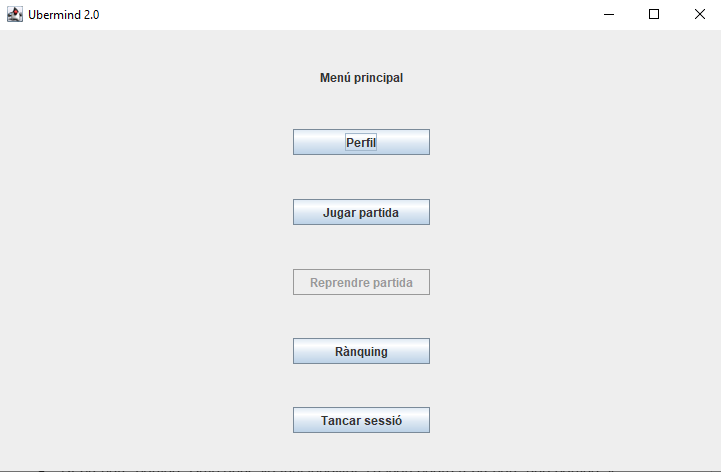 Ubermind 2.0
Menú principal
Perfil
Jugar partida
Reprendre partida
Rànquing
Tancar sessió